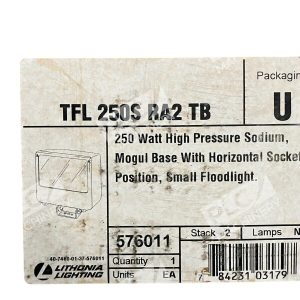 Packaging
U
TFL 250S RA2 TB
250 Watt High Pressure Sodium,
Mogul Base With Horizontal Socket
Position, Small Floodlight.
576011
Stack 2
Lamps N
Quantity 1
Units EA
LITHONIA
LIGHTING
84231 03179